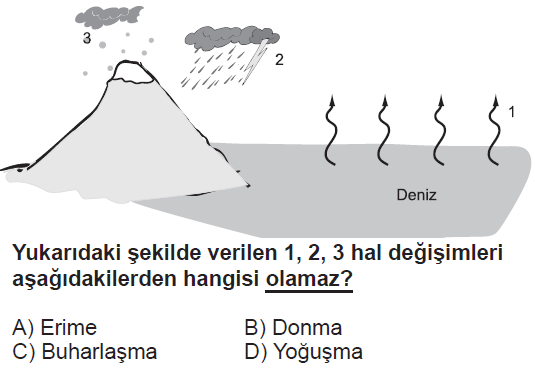 3
2
1
Deniz
Yukarıdaki şekilde verilen 1, 2, 3 hal değişimleri
aşağıdakilerden hangisi olamaz?
A) Erime B) Donma
C) Buharlaşma D) Yoğuşma